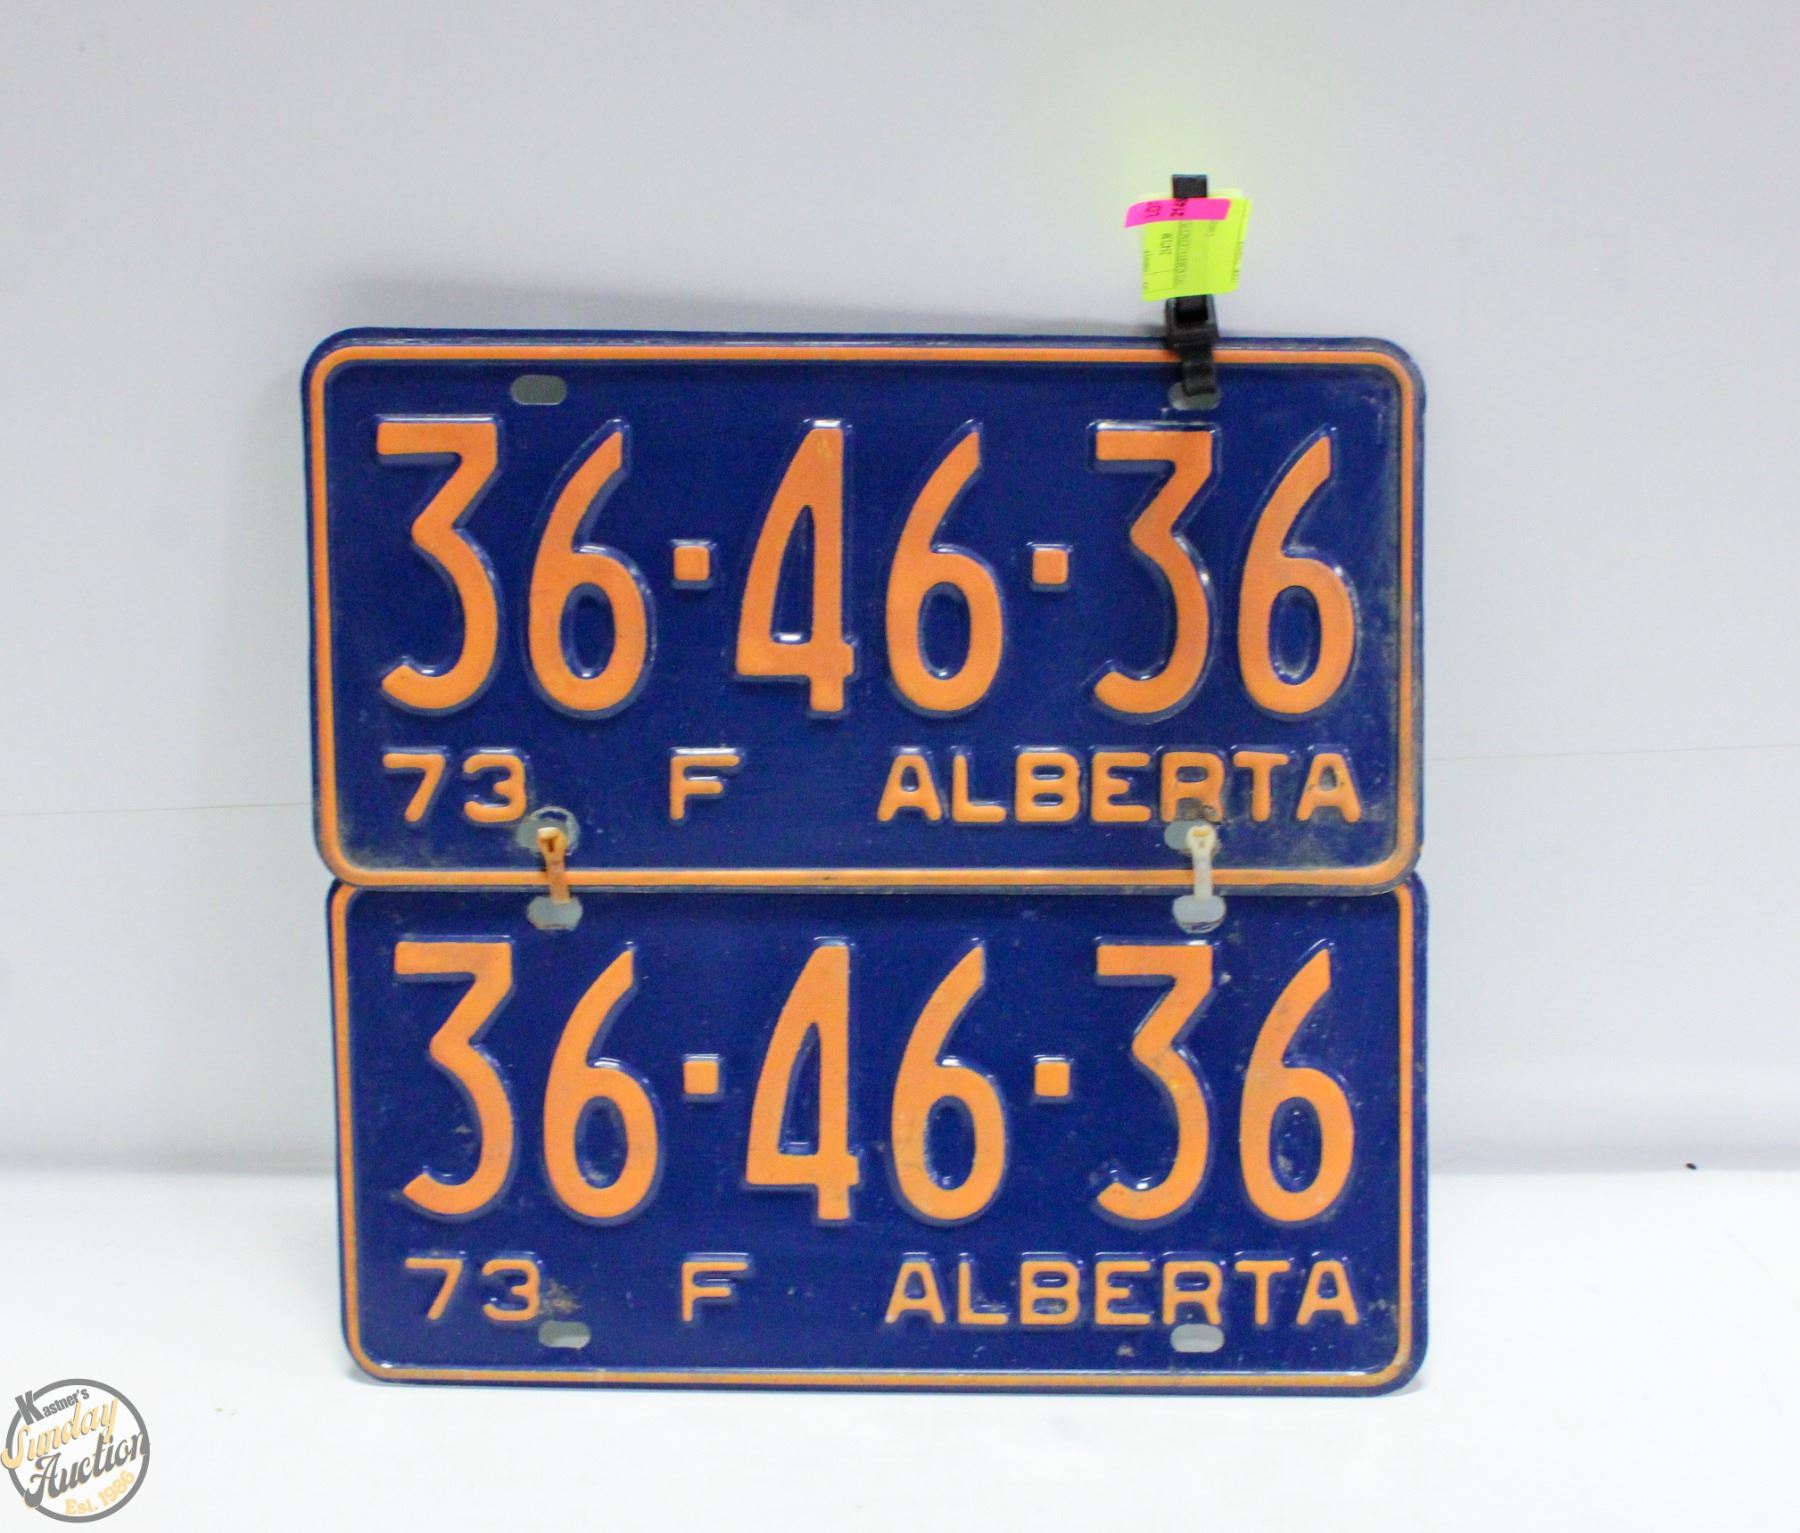 36·46·36
73 F ALBERTA
36·46·36
73 F ALBERTA
Kastner's
Sunday
Auction
Est. 1986